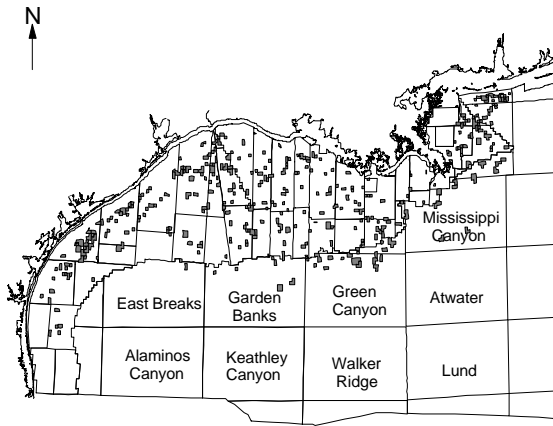 N
Mississippi
Canyon
East Breaks
Garden
Banks
Green
Canyon
Atwater
Alaminos
Canyon
Keathley
Canyon
Walker
Ridge
Lund